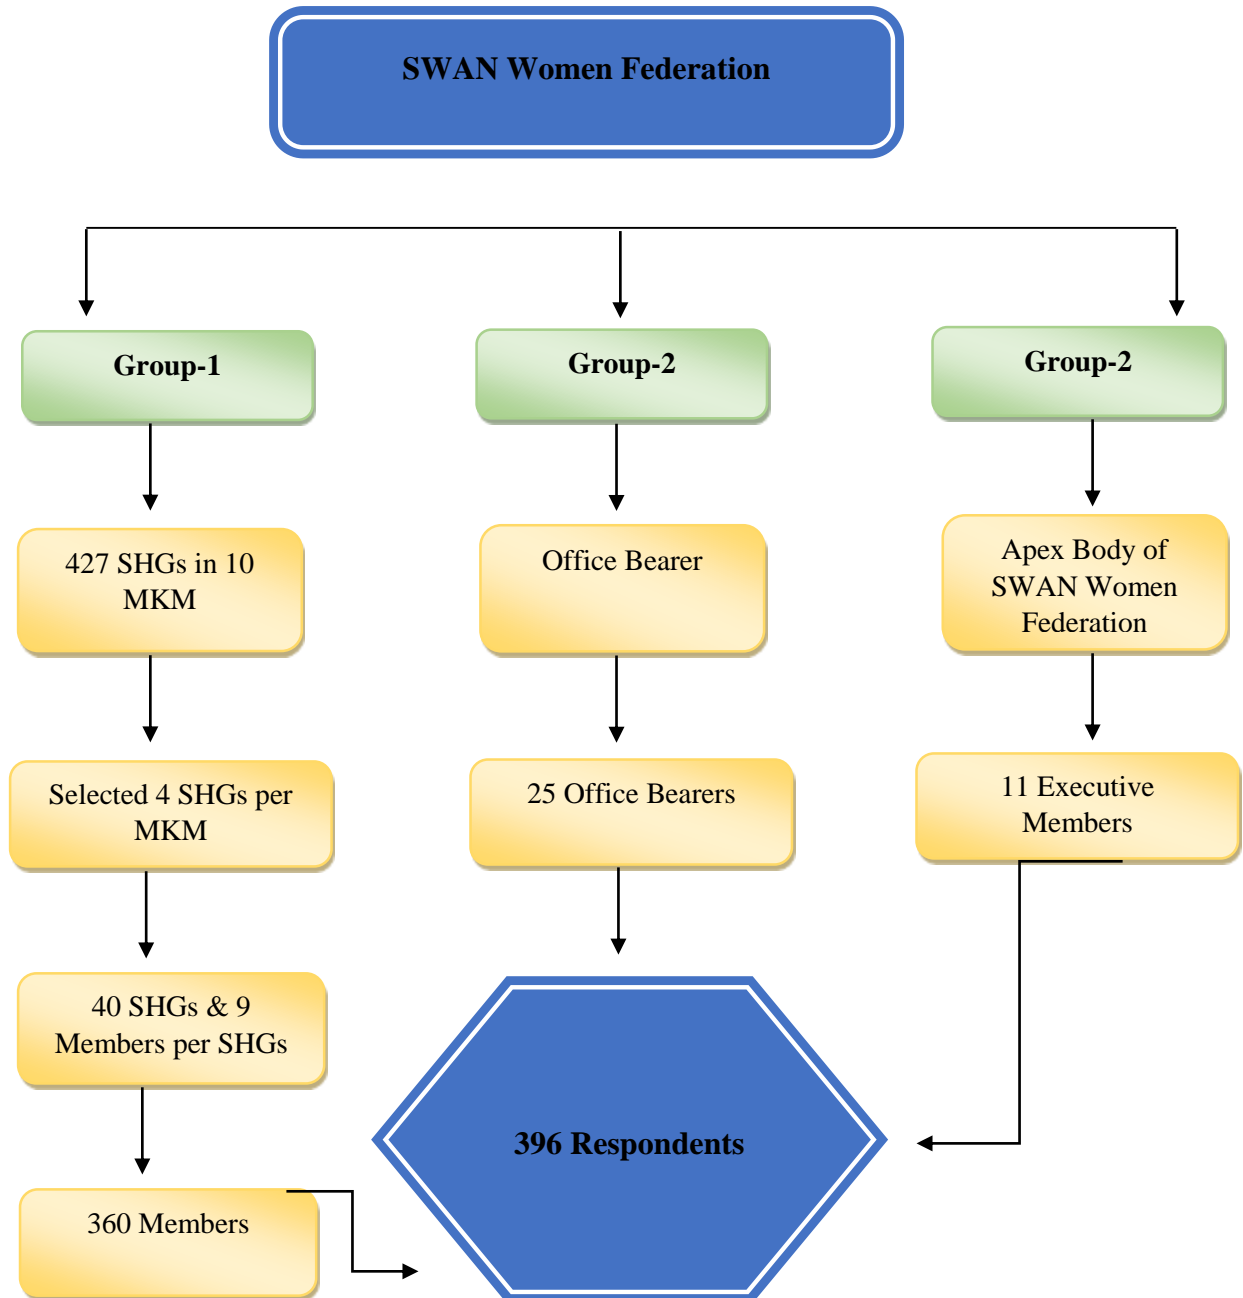 SWAN Women Federation
Group-1
Group-2
Group-2
427 SHGs in 10
MKM
Office Bearer
Apex Body of
SWAN Women
Federation
Selected 4 SHGs per
MKM
25 Office Bearers
11 Executive
Members
40 SHGs & 9
Members per SHGs
396 Respondents
360 Members